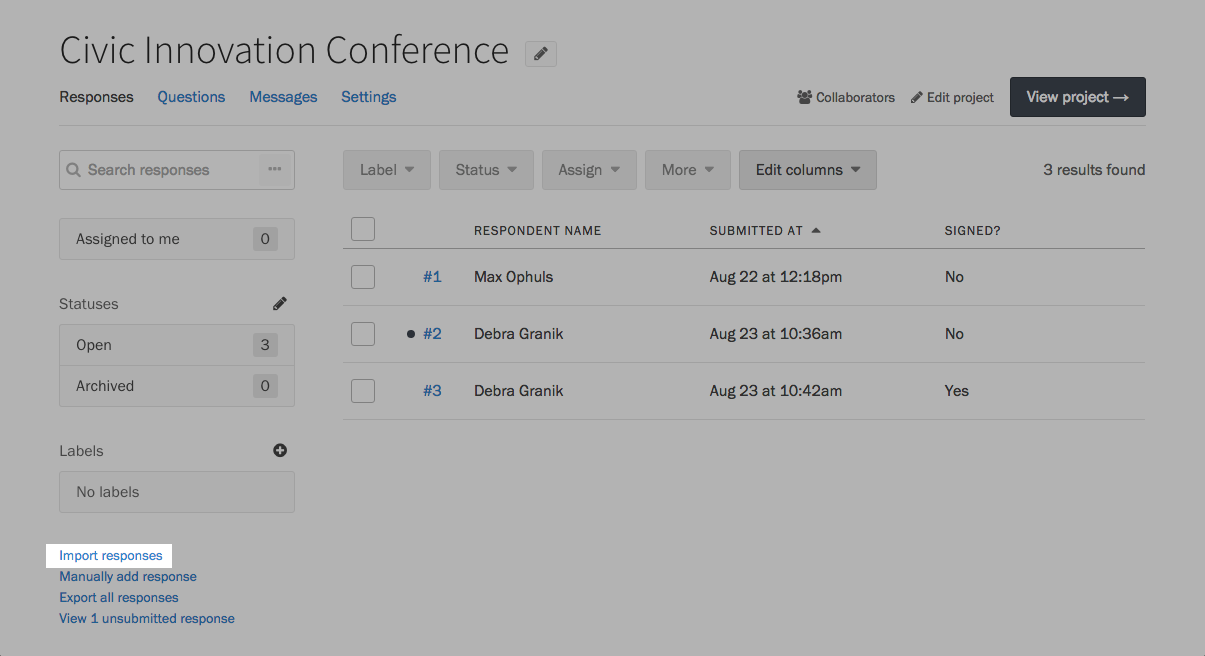 Civic Innovation Conference
Responses Questions Messages Settings
Collaborators Edit project View project →
Search responses ...
Assigned to me 0
Statuses
Open 3
Archived 0
Labels
No labels
Import responses
Manually add response
Export all responses
View 1 unsubmitted response
Label Status Assign More Edit columns 3 results found
RESPONDENT NAME SUBMITTED AT SIGNED?
#1 Max Ophuls Aug 22 at 12:18pm No
#2 Debra Granik Aug 23 at 10:36am No
#3 Debra Granik Aug 23 at 10:42am Yes